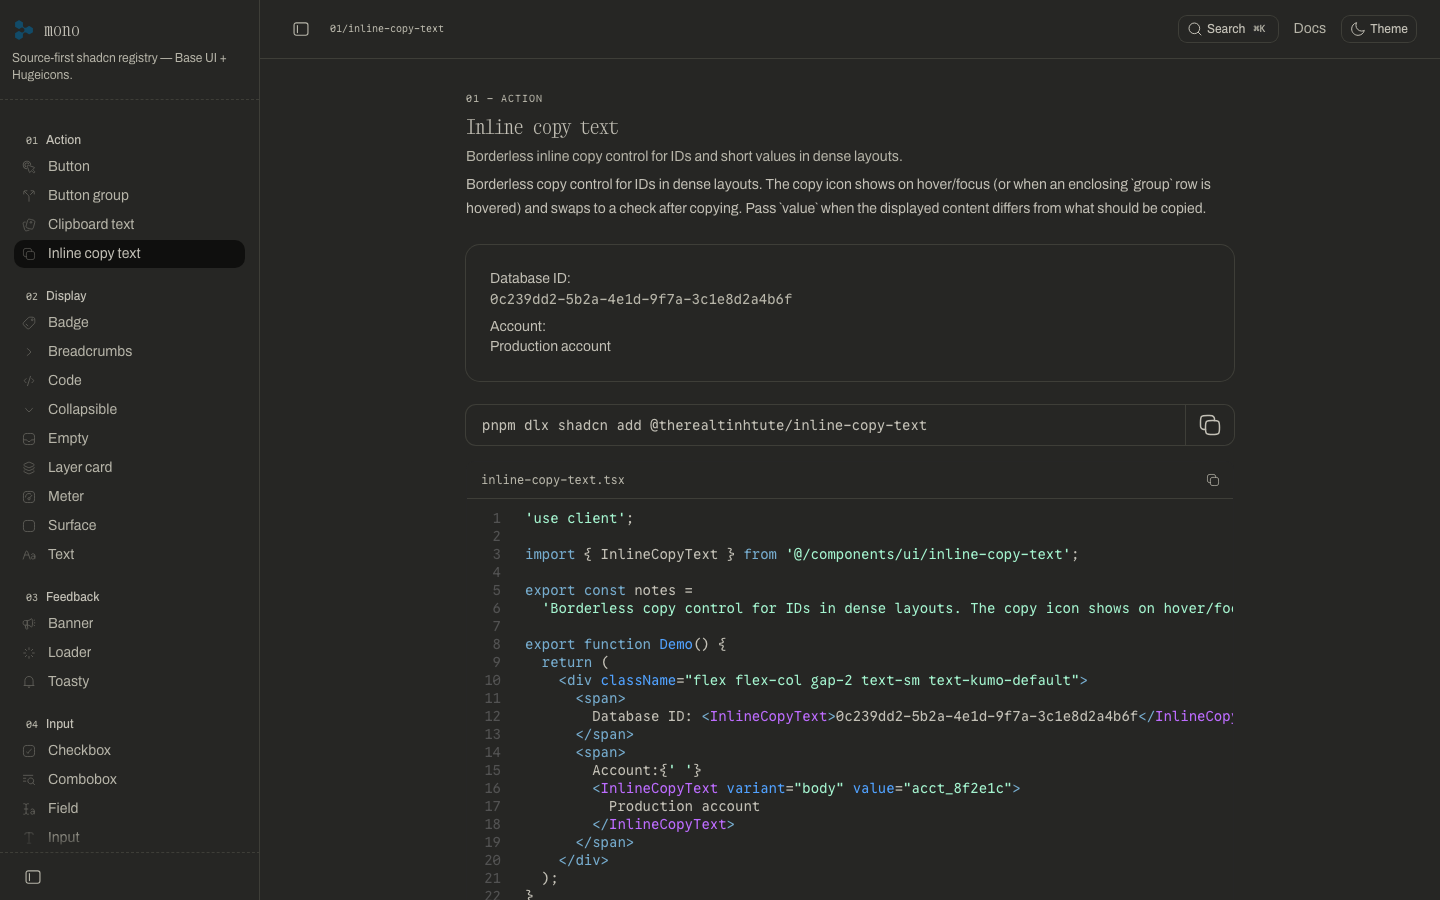 mono
Source-first shadcn registry — Base UI +
Hugeicons.
01 Action
Button
Button group
Clipboard text
Inline copy text
02 Display
Badge
Breadcrumbs
Code
Collapsible
Empty
Layer card
Meter
Surface
Text
03 Feedback
Banner
Loader
Toasty
04 Input
Checkbox
Combobox
Field
Input
01/inline-copy-text
Search ⌘K
Docs
Theme
01 — ACTION
Inline copy text
Borderless inline copy control for IDs and short values in dense layouts.
Borderless copy control for IDs in dense layouts. The copy icon shows on hover/focus (or when an enclosing `group` row is
hovered) and swaps to a check after copying. Pass `value` when the displayed content differs from what should be copied.
Database ID:
0c239dd2-5b2a-4e1d-9f7a-3c1e8d2a4b6f
Account:
Production account
pnpm dlx shadcn add @therealtinhtute/inline-copy-text
inline-copy-text.tsx
1 'use client';
2
3 import { InlineCopyText } from '@/components/ui/inline-copy-text';
4
5 export const notes =
6 'Borderless copy control for IDs in dense layouts. The copy icon shows on hover/foc
7
8 export function Demo() {
9 return (
10 <div className="flex flex-col gap-2 text-sm text-kumo-default">
11 <span>
12 Database ID: <InlineCopyText>0c239dd2-5b2a-4e1d-9f7a-3c1e8d2a4b6f</InlineCopy
13 </span>
14 <span>
15 Account:{' '}
16 <InlineCopyText variant="body" value="acct_8f2e1c">
17 Production account
18 </InlineCopyText>
19 </span>
20 </div>
21 );
22 }